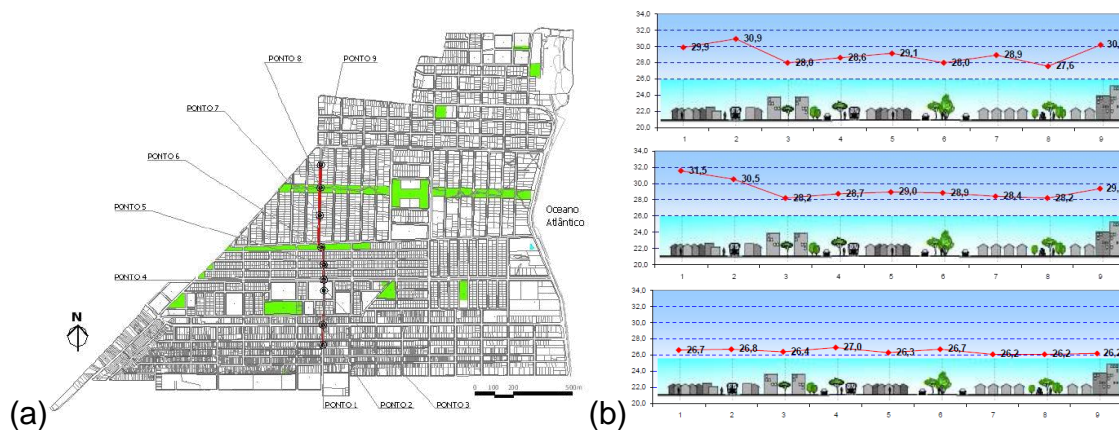 PONTO 8
PONTO 9
PONTO 7
PONTO 6
PONTO 5
PONTO 4
Oceano
Atlântico
N
0 100 200 500m
PONTO 1
PONTO 2
PONTO 3
(a)
34,0
32,0
30,0
28,0
26,0
24,0
22,0
20,0
29,9 30,9 28,0 28,6 29,1 28,0 28,9 27,6 30,
1 2 3 4 5 6 7 8 9
34,0
32,0
30,0
28,0
26,0
24,0
22,0
20,0
31,5 30,5 28,2 28,7 29,0 28,9 28,4 28,2 29,
1 2 3 4 5 6 7 8 9
34,0
32,0
30,0
28,0
26,0
24,0
22,0
20,0
26,7 26,8 26,4 27,0 26,3 26,7 26,2 26,2 26,2
1 2 3 4 5 6 7 8 9
(b)